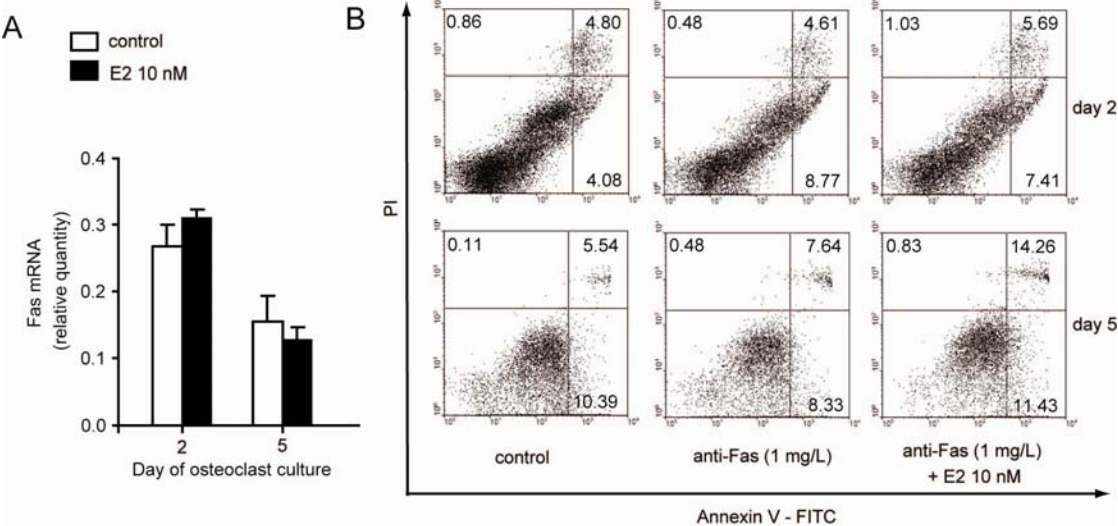 A
control
E2 10 nM
0.4
0.3
0.2
0.1
0.0
Fas mRNA
(relative quantity)
2
5
Day of osteoclast culture
B
PI
0.86
4.80
4.08
0.48
4.61
8.77
1.03
5.69
7.41
day 2
0.11
5.54
10.39
0.48
7.64
8.33
0.83
14.26
11.43
day 5
control
anti-Fas (1 mg/L)
anti-Fas (1 mg/L)
+ E2 10 nM
Annexin V - FITC